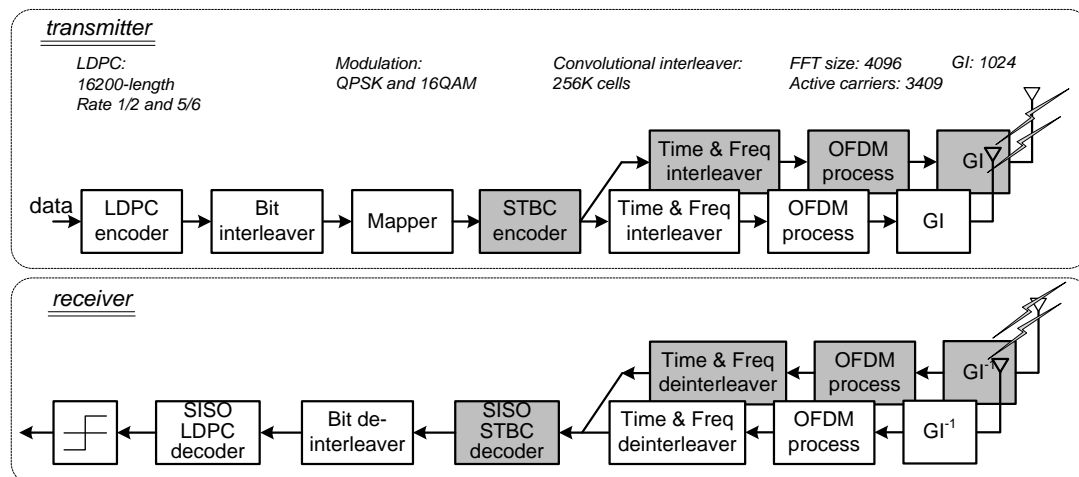 transmitter
LDPC:
16200-length
Rate 1/2 and 5/6
Modulation:
QPSK and 16QAM
Convolutional interleaver:
256K cells
FFT size: 4096
Active carriers: 3409
GI: 1024
Time & Freq
interleaver
OFDM
process
GI
data
LDPC
encoder
Bit
interleaver
Mapper
STBC
encoder
Time & Freq
interleaver
OFDM
process
GI
receiver
Time & Freq
deinterleaver
OFDM
process
GI⁻¹
SISO
LDPC
decoder
Bit de-
interleaver
SISO
STBC
decoder
Time & Freq
deinterleaver
OFDM
process
GI⁻¹